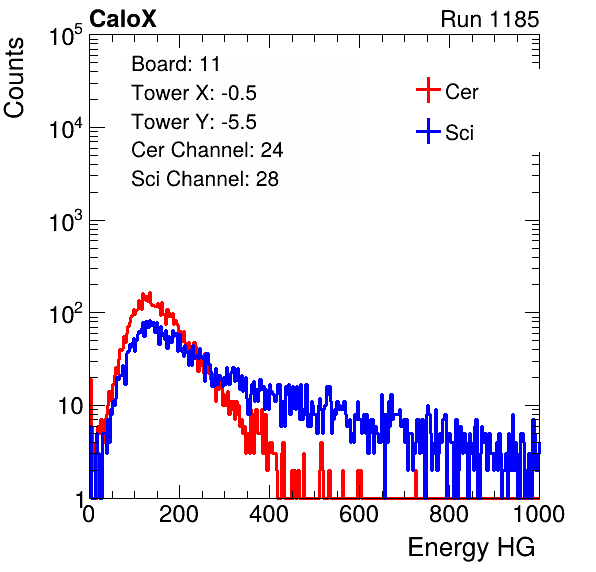 CaloX Run 1185
Counts
Board: 11
Tower X: -0.5
Tower Y: -5.5
Cer Channel: 24
Sci Channel: 28
Cer
Sci
10^5
10^4
10^3
10^2
10
1
0 200 400 600 800 1000
Energy HG